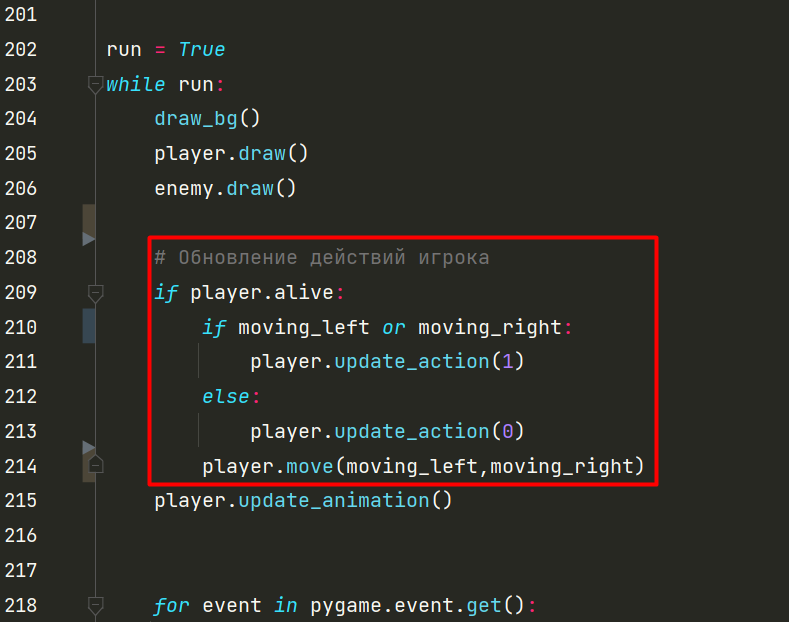 201
202 run = True
203 while run:
204 draw_bg()
205 player.draw()
206 enemy.draw()
207
208 # Обновление действий игрока
209 if player.alive:
210 if moving_left or moving_right:
211 player.update_action(1)
212 else:
213 player.update_action(0)
214 player.move(moving_left,moving_right)
215 player.update_animation()
216
217
218 for event in pygame.event.get():